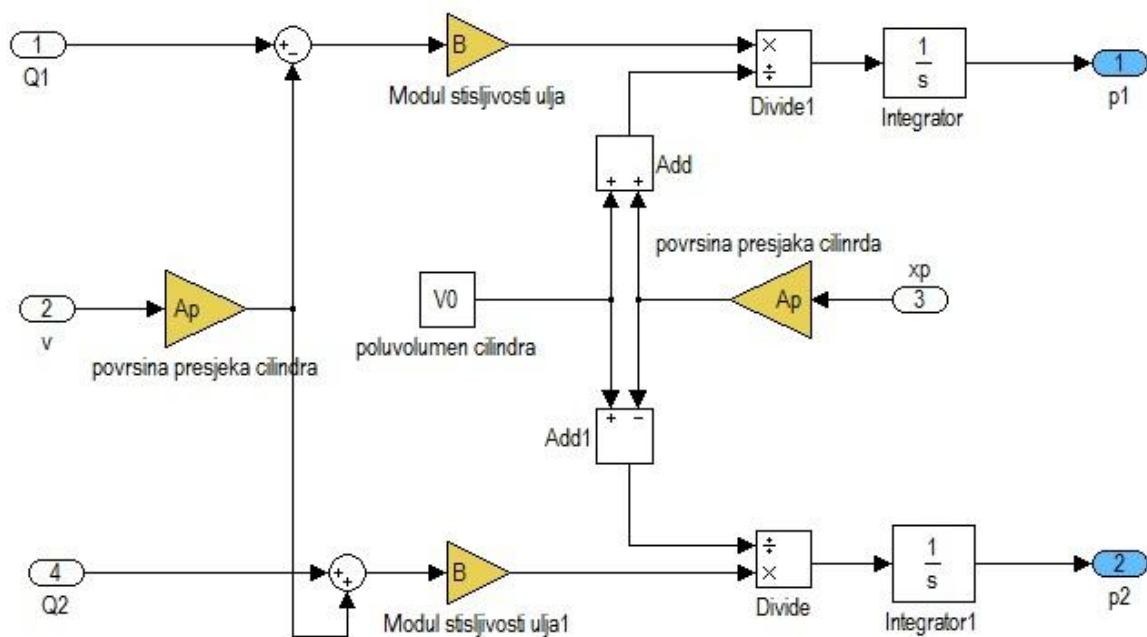 1
Q1
+
−
B
Modul stisljivosti ulja
×
÷
Divide1
1
s
Integrator
1
p1
+ +
Add
povrsina presjaka cilinrda
2
v
Ap
povrsina presjeka cilindra
V0
poluvolumen cilindra
Ap
xp
3
+ −
Add1
4
Q2
+
+
B
Modul stisljivosti ulja1
÷
×
Divide
1
s
Integrator1
2
p2